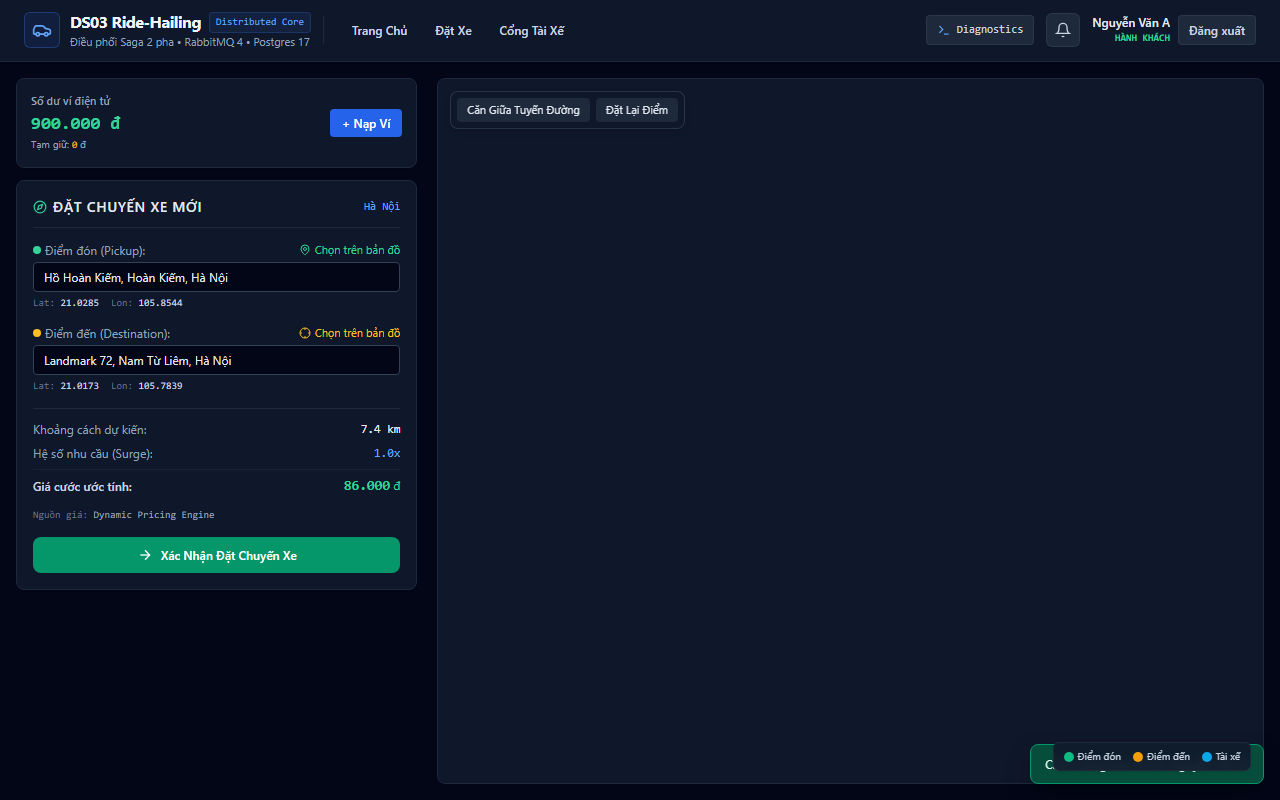 DS03 Ride-Hailing
Distributed Core
Điều phối Saga 2 pha • RabbitMQ 4 • Postgres 17
Trang Chủ
Đặt Xe
Cổng Tài Xế
Diagnostics
Nguyễn Văn A
HÀNH KHÁCH
Đăng xuất
Số dư ví điện tử
900.000 đ
Tạm giữ: 0 đ
+ Nạp Ví
ĐẶT CHUYẾN XE MỚI
Hà Nội
Điểm đón (Pickup):
Chọn trên bản đồ
Hồ Hoàn Kiếm, Hoàn Kiếm, Hà Nội
Lat: 21.0285 Lon: 105.8544
Điểm đến (Destination):
Chọn trên bản đồ
Landmark 72, Nam Từ Liêm, Hà Nội
Lat: 21.0173 Lon: 105.7839
Khoảng cách dự kiến:
7.4 km
Hệ số nhu cầu (Surge):
1.0x
Giá cước ước tính:
86.000 đ
Nguồn giá: Dynamic Pricing Engine
Xác Nhận Đặt Chuyến Xe
Căn Giữa Tuyến Đường
Đặt Lại Điểm
Điểm đón
Điểm đến
Tài xế